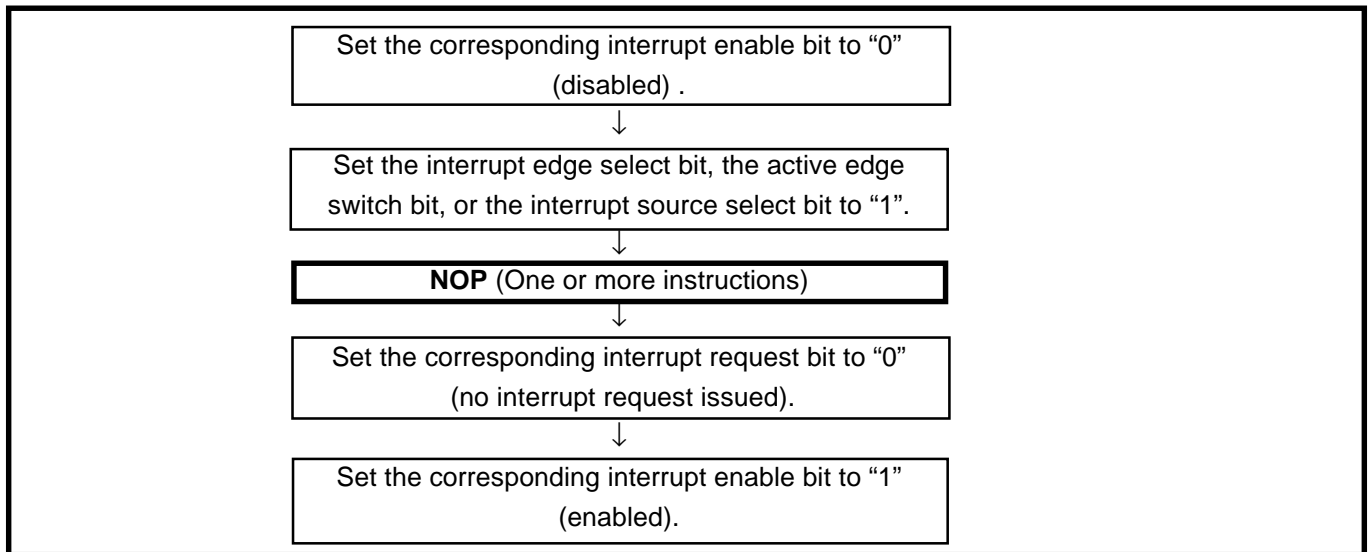 Set the corresponding interrupt enable bit to “0”
(disabled) .
↓
Set the interrupt edge select bit, the active edge
switch bit, or the interrupt source select bit to “1”.
↓
NOP (One or more instructions)
↓
Set the corresponding interrupt request bit to “0”
(no interrupt request issued).
↓
Set the corresponding interrupt enable bit to “1”
(enabled).